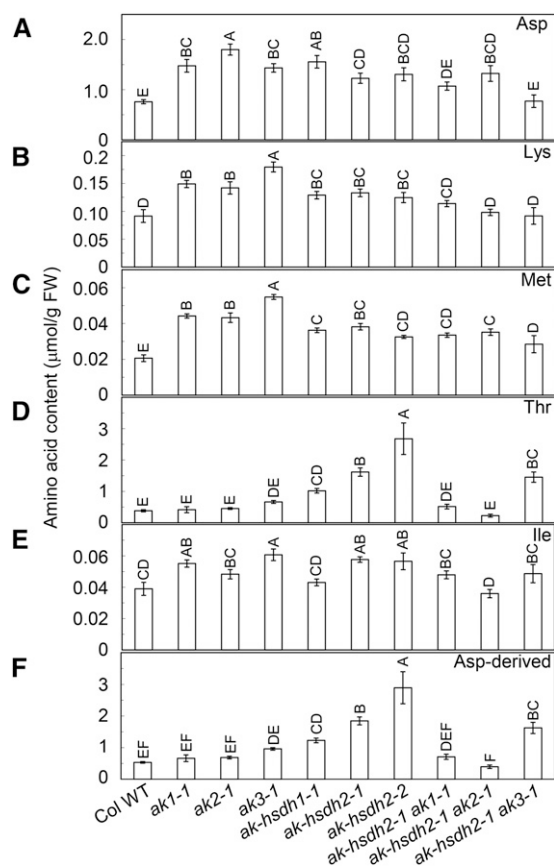 A
Asp
2.0
1.0
0
E
BC
A
BC
AB
CD
BCD
DE
BCD
E
B
Lys
0.2
0.15
0.10
0.05
0
D
B
B
A
BC
BC
BC
CD
D
D
C
Met
0.06
0.04
0.02
0
E
B
B
A
C
BC
CD
CD
C
D
Amino acid content (μmol/g FW)
D
Thr
3
2
1
0
E
E
E
DE
CD
B
A
DE
E
BC
E
Ile
0.06
0.04
0.02
0
CD
AB
BC
A
CD
AB
AB
BC
D
BC
F
Asp-derived
3
2
1
0
EF
EF
EF
DE
CD
B
A
DEF
F
BC
Col WT
ak1-1
ak2-1
ak3-1
ak-hsdh1-1
ak-hsdh2-1
ak-hsdh2-2
ak-hsdh2-1 ak1-1
ak-hsdh2-1 ak2-1
ak-hsdh2-1 ak3-1